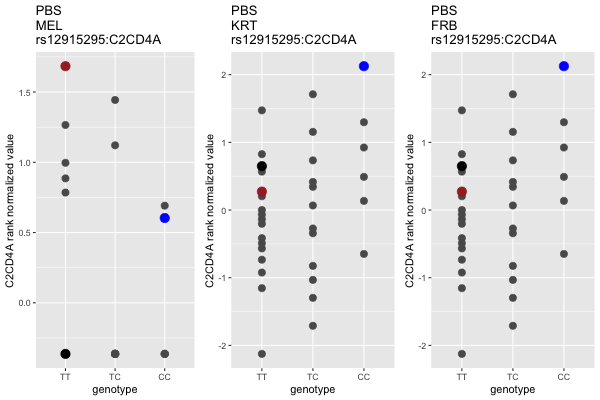 PBS
MEL
rs12915295:C2CD4A
C2CD4A rank normalized value
1.5
1.0
0.5
0.0
TT
TC
CC
genotype
PBS
KRT
rs12915295:C2CD4A
C2CD4A rank normalized value
2
1
0
-1
-2
TT
TC
CC
genotype
PBS
FRB
rs12915295:C2CD4A
C2CD4A rank normalized value
2
1
0
-1
-2
TT
TC
CC
genotype